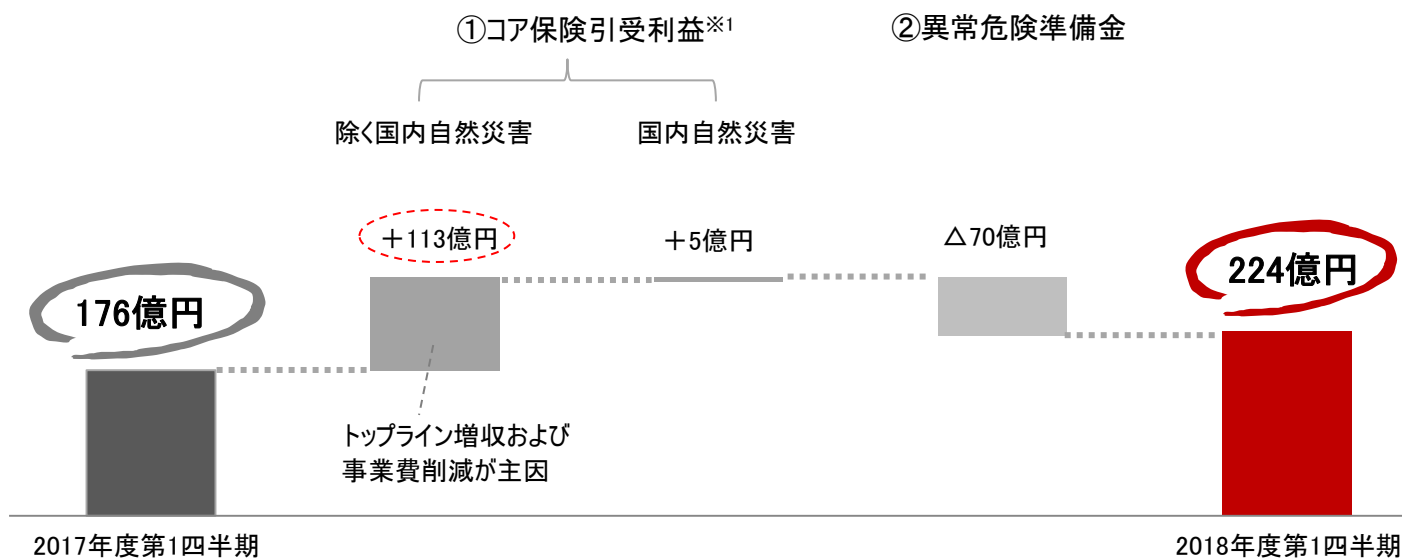 ①コア保険引受利益※1
②異常危険準備金
除く国内自然災害
国内自然災害
＋113億円
＋5億円
△70億円
224億円
176億円
トップライン増収および
事業費削減が主因
2017年度第1四半期
2018年度第1四半期